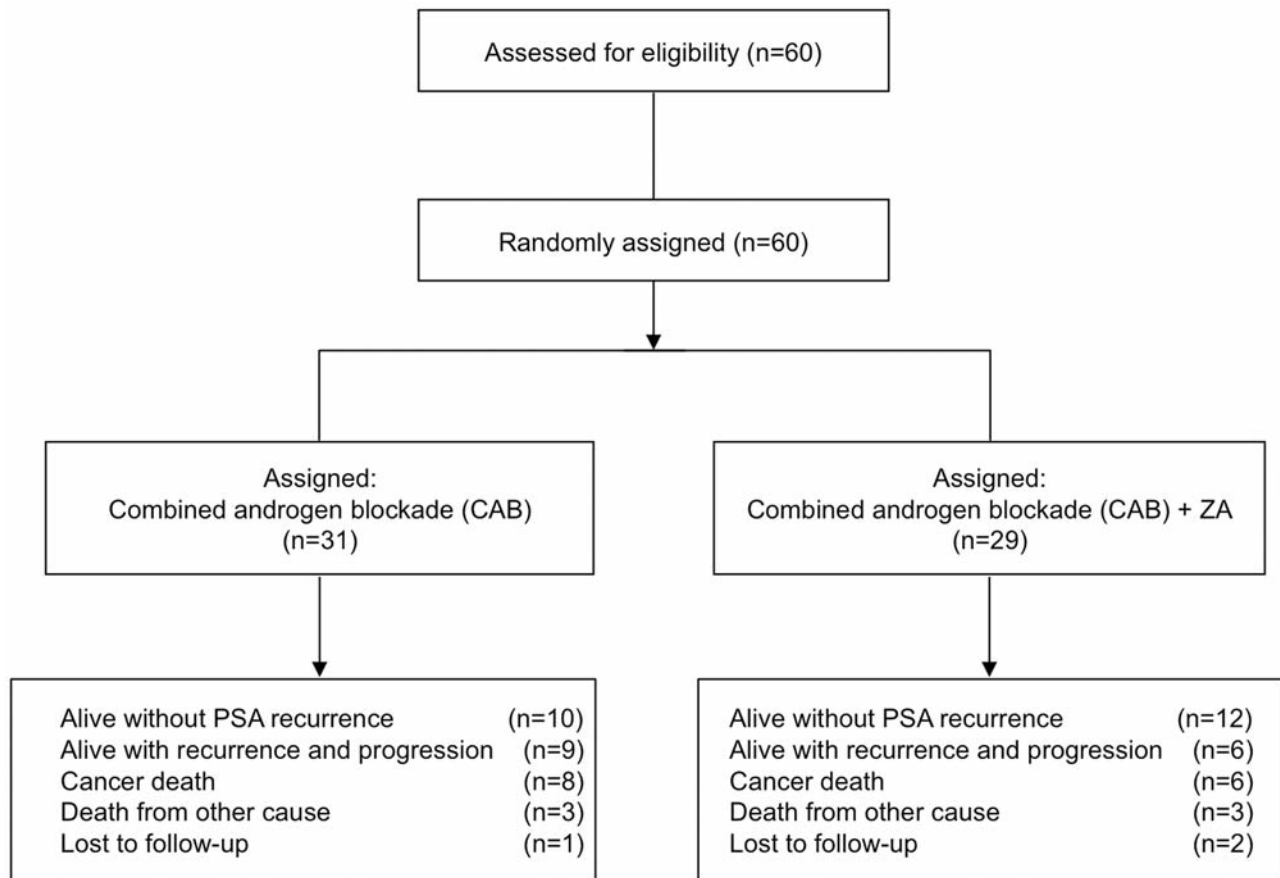 Assessed for eligibility (n=60)
Randomly assigned (n=60)
Assigned:
Combined androgen blockade (CAB)
(n=31)
Assigned:
Combined androgen blockade (CAB) + ZA
(n=29)
Alive without PSA recurrence (n=10)
Alive with recurrence and progression (n=9)
Cancer death (n=8)
Death from other cause (n=3)
Lost to follow-up (n=1)
Alive without PSA recurrence (n=12)
Alive with recurrence and progression (n=6)
Cancer death (n=6)
Death from other cause (n=3)
Lost to follow-up (n=2)